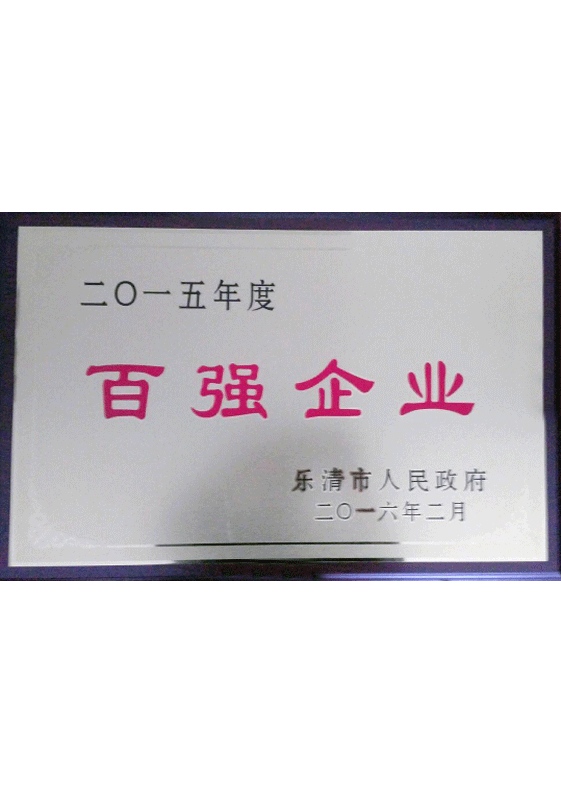 二〇一五年度
百强企业
乐清市人民政府
二〇一六年二月